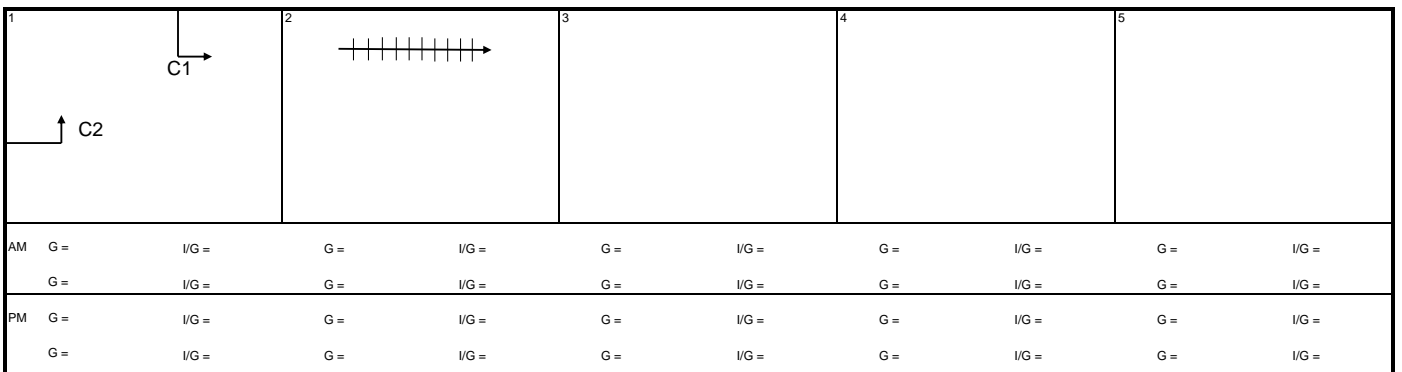 1 2 3 4 5
C1
C2
AM G = I/G = G = I/G = G = I/G = G = I/G = G = I/G =
G = I/G = G = I/G = G = I/G = G = I/G = G = I/G =
PM G = I/G = G = I/G = G = I/G = G = I/G = G = I/G =
G = I/G = G = I/G = G = I/G = G = I/G = G = I/G =